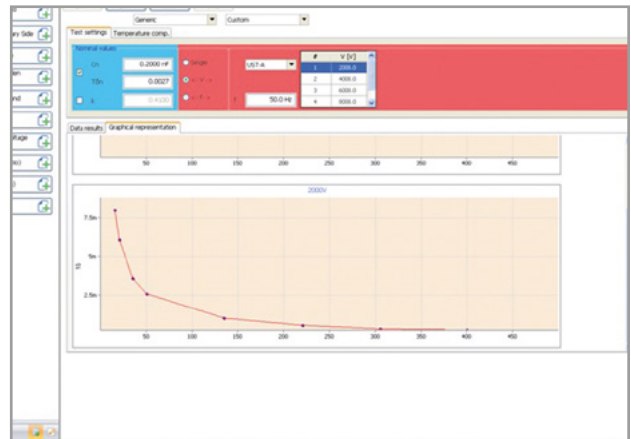 Generic Custom
ry Side
Test settings Temperature comp.
Nominal values
Cn 0.2000 nF Single UST-A # V [V]
1 2000.0
TDn 0.0027 2 4000.0
3 6000.0
k 0.4100 f 50.0 Hz 4 8000.0
nd
Data results Graphical representation
ltage
50 100 150 200 250 300 350 400 450
2000V
7.5m
5m
2.5m
50 100 150 200 250 300 350 400 450